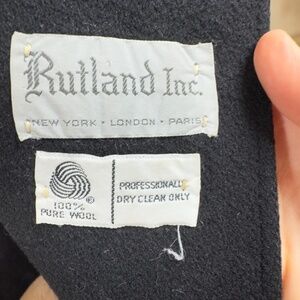 Rutland Inc.
NEW YORK • LONDON • PARIS
®
100%
PURE WOOL
PROFESSIONALLY
DRY CLEAN ONLY